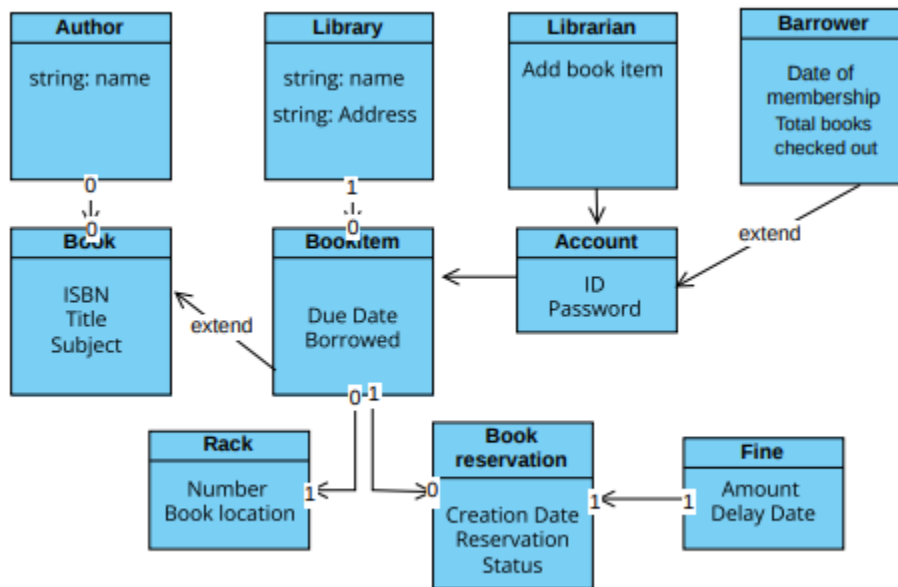 Author
string: name
Library
string: name
string: Address
Librarian
Add book item
Barrower
Date of
membership
Total books
checked out
0
0
1
0
extend
Book
ISBN
Title
Subject
extend
Bookitem
Due Date
Borrowed
Account
ID
Password
0
1
Rack
Number
Book location
1
0
Book
reservation
Creation Date
Reservation
Status
1
1
Fine
Amount
Delay Date